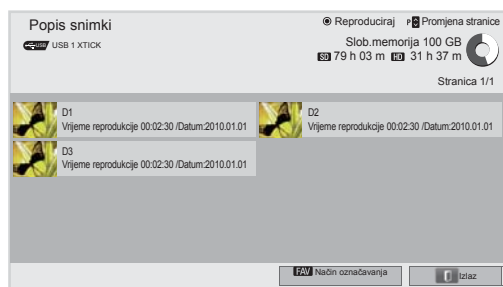 Popis snimki
Reproduciraj P Promjena stranice
USB USB 1 XTICK
Slob.memorija 100 GB
SD 79 h 03 m HD 31 h 37 m
Stranica 1/1
D1
Vrijeme reprodukcije 00:02:30 /Datum:2010.01.01
D2
Vrijeme reprodukcije 00:02:30 /Datum:2010.01.01
D3
Vrijeme reprodukcije 00:02:30 /Datum:2010.01.01
FAV Način označavanja
Izlaz